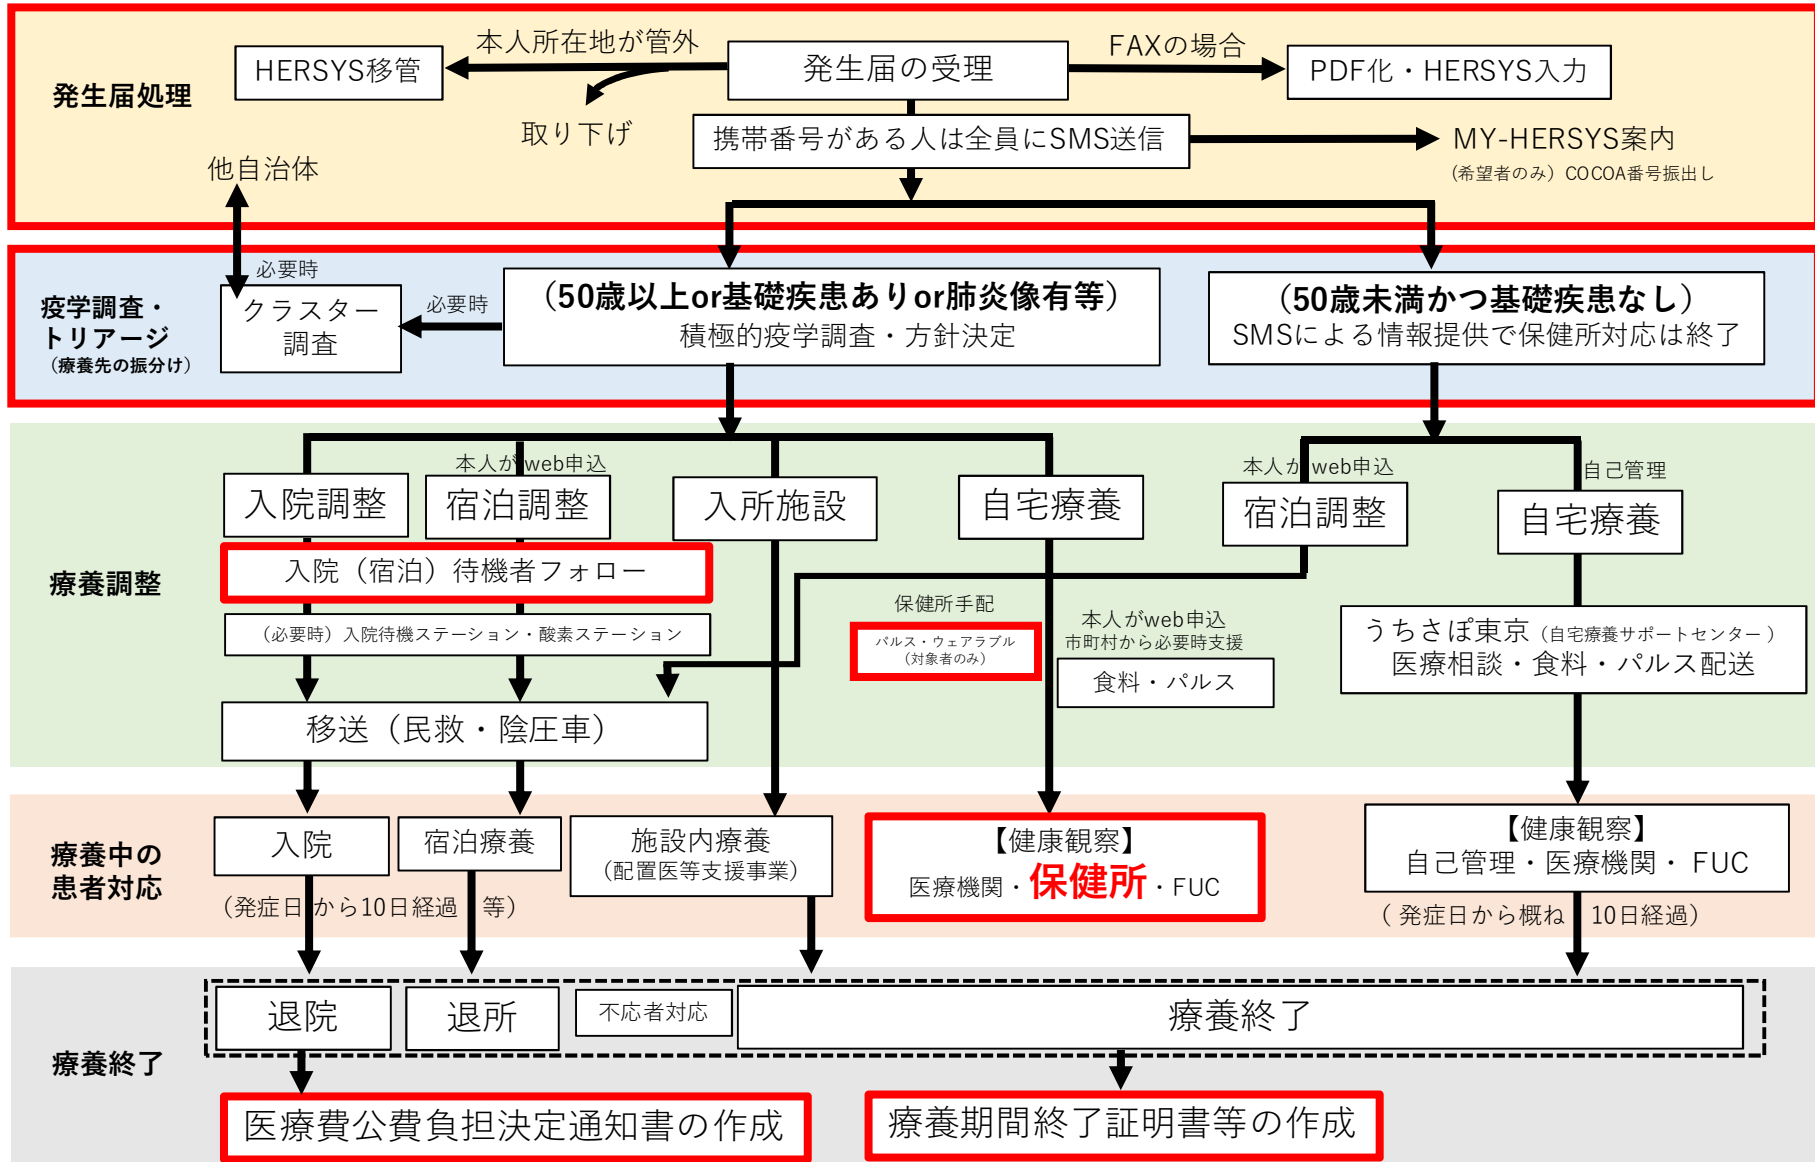 発生届処理
本人所在地が管外
HERSYS移管
発生届の受理
FAXの場合
PDF化・HERSYS入力
取り下げ
携帯番号がある人は全員にSMS送信
MY-HERSYS案内
(希望者のみ）COCOA番号振出し
他自治体
疫学調査・
トリアージ
（療養先の振分け）
必要時
クラスター
調査
必要時
（50歳以上or基礎疾患ありor肺炎像有等）
積極的疫学調査・方針決定
（50歳未満かつ基礎疾患なし）
SMSによる情報提供で保健所対応は終了
療養調整
入院調整
本人がweb申込
宿泊調整
入所施設
自宅療養
本人がweb申込
宿泊調整
自己管理
自宅療養
入院（宿泊）待機者フォロー
（必要時）入院待機ステーション・酸素ステーション
移送（民救・陰圧車）
保健所手配
パルス・ウェアラブル
（対象者のみ）
本人がweb申込
市町村から必要時支援
食料・パルス
うちさぽ東京（自宅療養サポートセンター）
医療相談・食料・パルス配送
療養中の
患者対応
入院
宿泊療養
施設内療養
（配置医等支援事業）
【健康観察】
医療機関・保健所・FUC
【健康観察】
自己管理・医療機関・ FUC
（発症日から10日経過 等）
（ 発症日から概ね 10日経過）
療養終了
退院
退所
不応者対応
療養終了
医療費公費負担決定通知書の作成
療養期間終了証明書等の作成